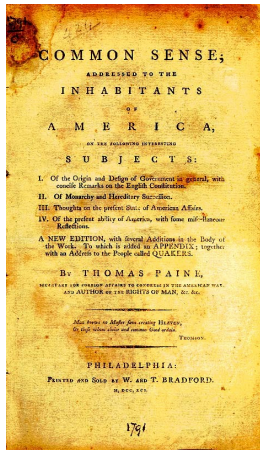 COMMON SENSE;
ADDRESSED TO THE
INHABITANTS
OF
AMERICA,
ON THE FOLLOWING INTERESTING
SUBJECTS:
I. Of the Origin and Design of Government in general, with
concise Remarks on the English Constitution.
II. Of Monarchy and Hereditary Succession.
III. Thoughts on the present State of American Affairs.
IV. Of the present ability of America, with some miscellaneous
Reflections.
A NEW EDITION, with several Additions in the Body of
the Work. To which is added an APPENDIX; together
with an Address to the People called QUAKERS.
By THOMAS PAINE,
SECRETARY FOR FOREIGN AFFAIRS TO CONGRESS IN THE AMERICAN WAR,
AND AUTHOR OF THE RIGHTS OF MAN, &c. &c.
Man knows no Master save creating HEAVEN,
Or those whom choice and common Good ordain.
THOMSON.
PHILADELPHIA:
PRINTED AND SOLD BY W. AND T. BRADFORD.
M,DCC,XCI.
1791